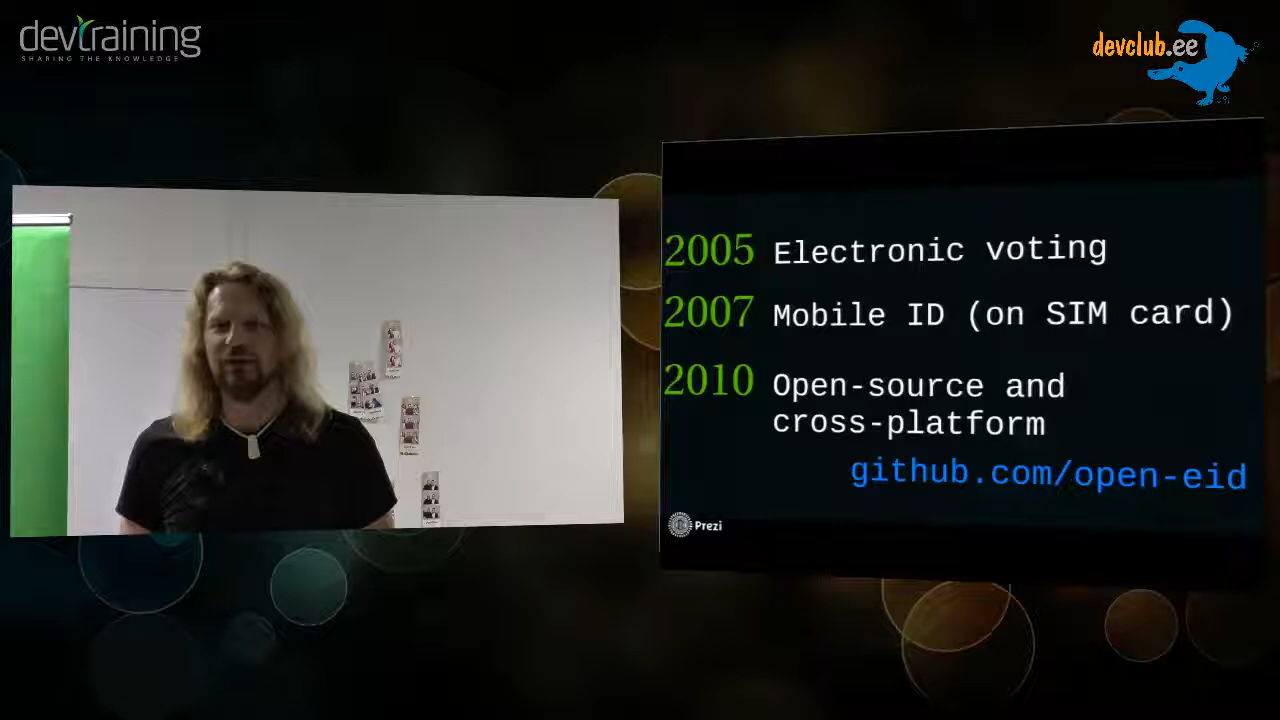 devtraining
SHARING THE KNOWLEDGE
devclub.ee
2005 Electronic voting
2007 Mobile ID (on SIM card)
2010 Open-source and
cross-platform
github.com/open-eid
Prezi